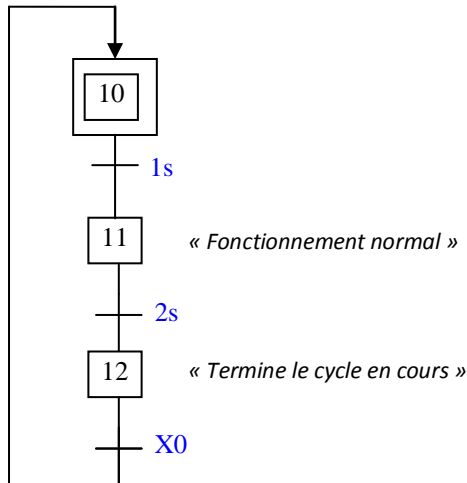 10
1s
11 « Fonctionnement normal »
2s
12 « Termine le cycle en cours »
X0